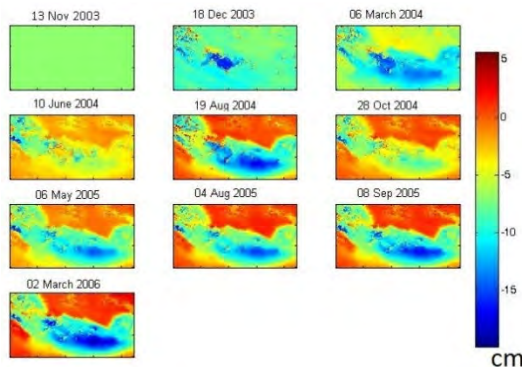 13 Nov 2003
18 Dec 2003
06 March 2004
10 June 2004
19 Aug 2004
28 Oct 2004
06 May 2005
04 Aug 2005
08 Sep 2005
02 March 2006
5
0
-5
-10
-15
cm